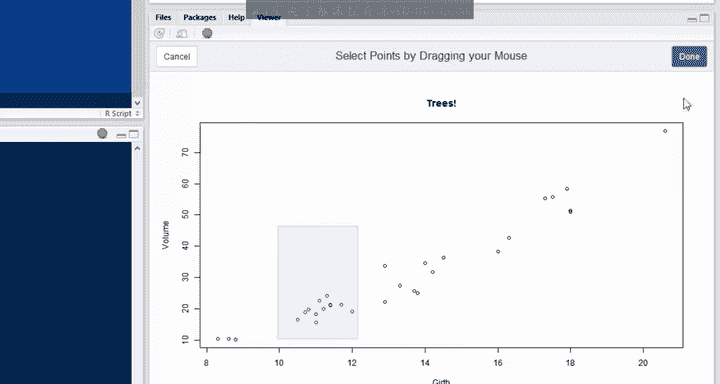 Files Packages Help Viewer
Cancel Select Points by Dragging your Mouse Done
R Script
Trees!
Volume
70
60
50
40
30
20
10
8 10 12 14 16 18 20
Girth